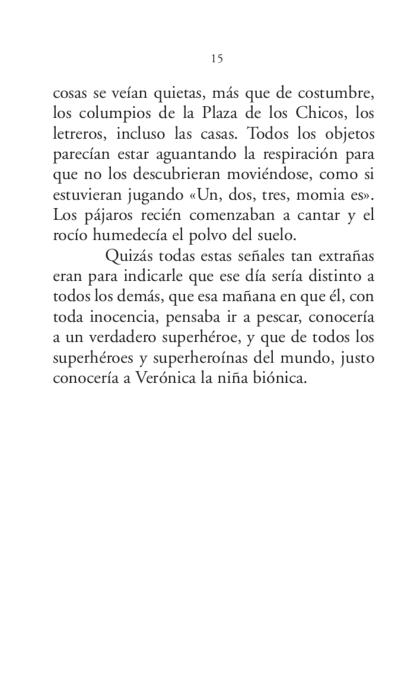 15
cosas se veían quietas, más que de costumbre,
los columpios de la Plaza de los Chicos, los
letreros, incluso las casas. Todos los objetos
parecían estar aguantando la respiración para
que no los descubrieran moviéndose, como si
estuvieran jugando «Un, dos, tres, momia es».
Los pájaros recién comenzaban a cantar y el
rocío humedecía el polvo del suelo.
Quizás todas estas señales tan extrañas
eran para indicarle que ese día sería distinto a
todos los demás, que esa mañana en que él, con
toda inocencia, pensaba ir a pescar, conocería
a un verdadero superhéroe, y que de todos los
superhéroes y superheroínas del mundo, justo
conocería a Verónica la niña biónica.